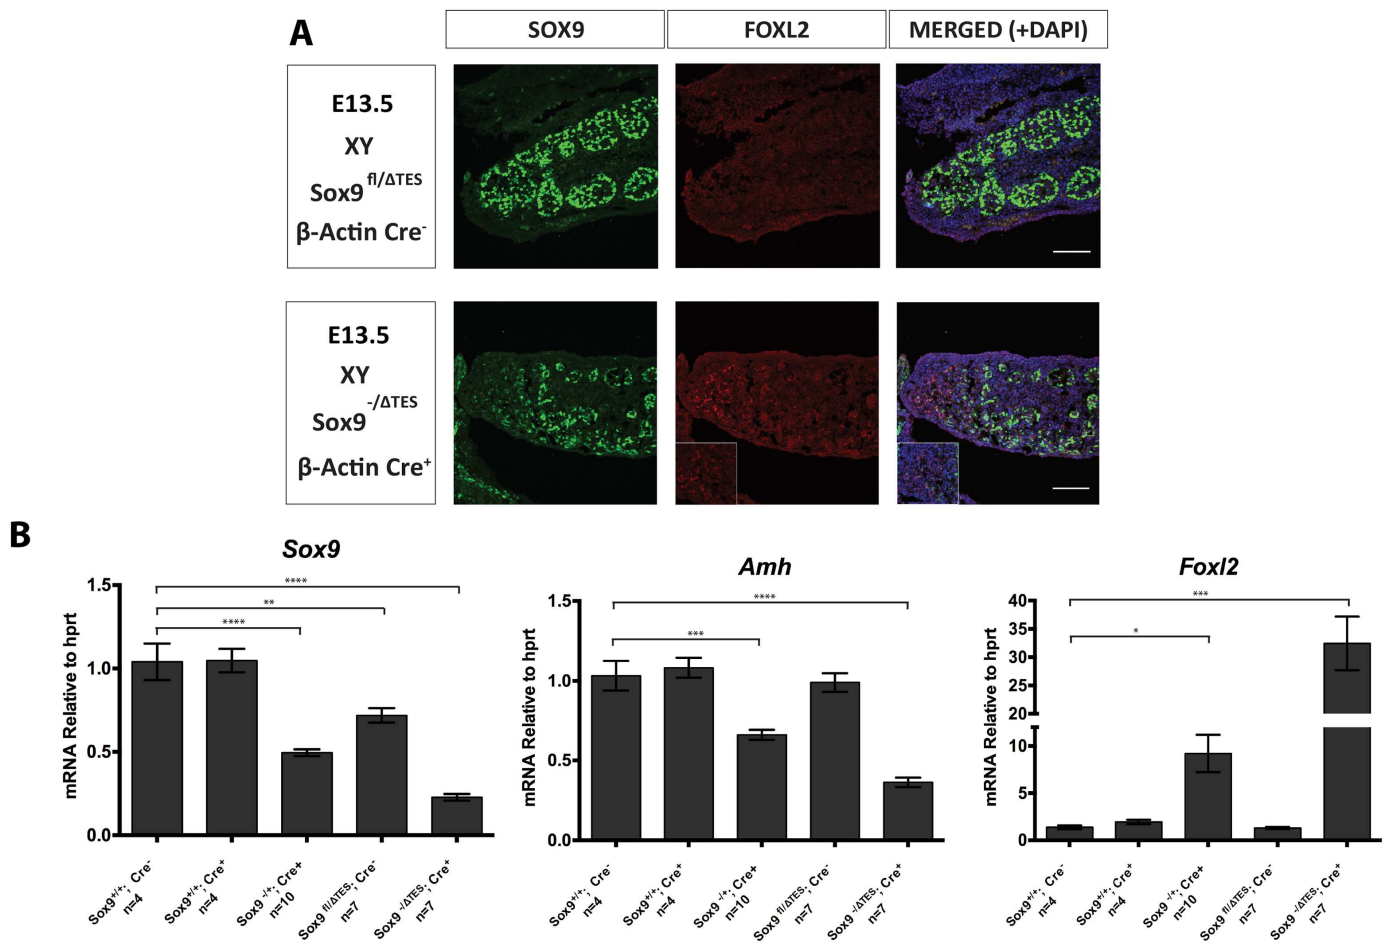 A
SOX9 FOXL2 MERGED (+DAPI)
E13.5
XY
Sox9 fl/ΔTES
β-Actin Cre-
E13.5
XY
Sox9 -/ΔTES
β-Actin Cre+
B
Sox9
****
**
****
mRNA Relative to hprt
1.5
1.0
0.5
0.0
Sox9+/+; Cre-
n=4
Sox9+/+; Cre+
n=4
Sox9 -/+; Cre+
n=10
Sox9 fl/ΔTES; Cre-
n=7
Sox9 -/ΔTES; Cre+
n=7
Amh
****
***
mRNA Relative to hprt
1.5
1.0
0.5
0.0
Sox9+/+; Cre-
n=4
Sox9+/+; Cre+
n=4
Sox9 -/+; Cre+
n=10
Sox9 fl/ΔTES; Cre-
n=7
Sox9 -/ΔTES; Cre+
n=7
Foxl2
***
*
mRNA Relative to hprt
40
35
30
25
20
10
5
0
Sox9+/+; Cre-
n=4
Sox9+/+; Cre+
n=4
Sox9 -/+; Cre+
n=10
Sox9 fl/ΔTES; Cre-
n=7
Sox9 -/ΔTES; Cre+
n=7